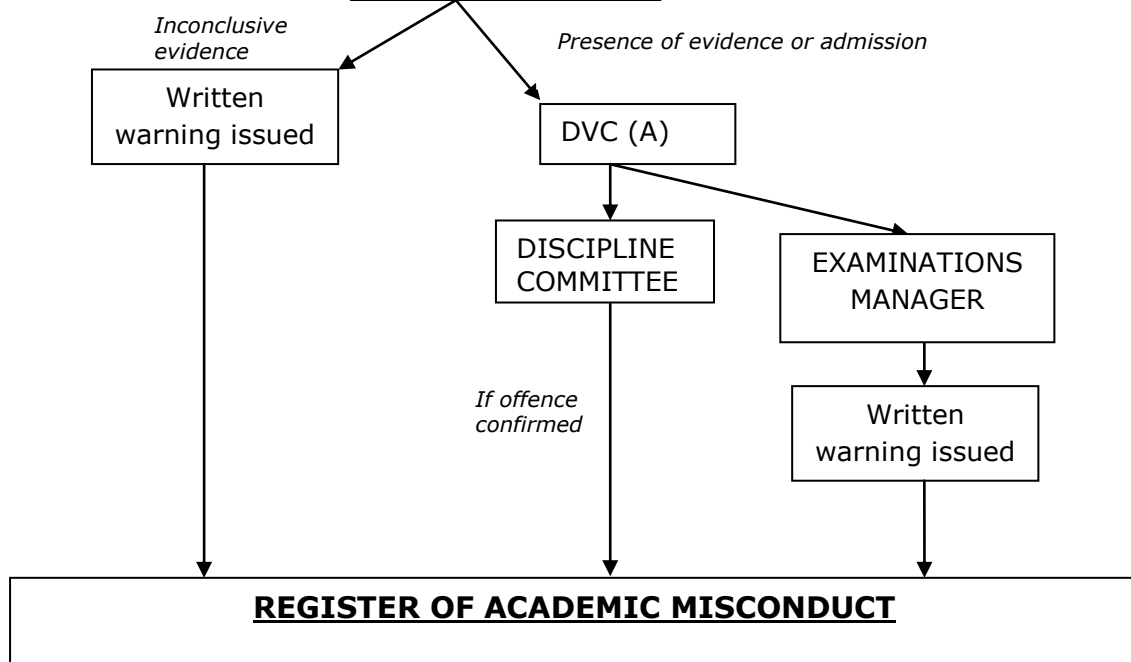 Inconclusive
evidence
Presence of evidence or admission
Written
warning issued
DVC (A)
DISCIPLINE
COMMITTEE
EXAMINATIONS
MANAGER
If offence
confirmed
Written
warning issued
REGISTER OF ACADEMIC MISCONDUCT